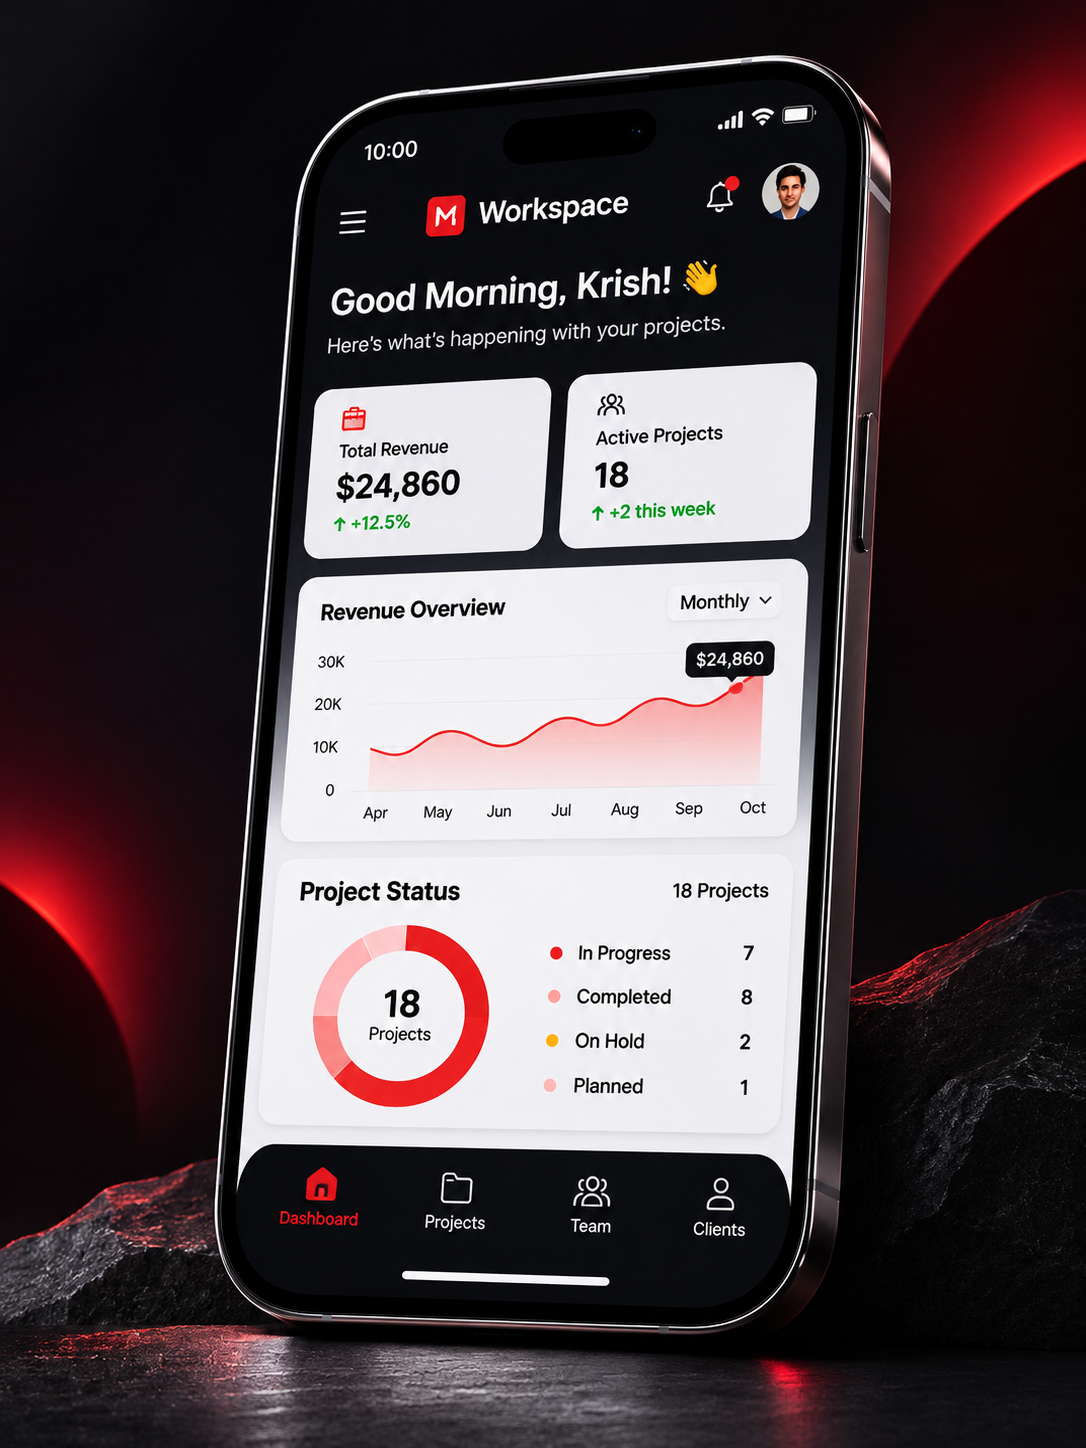 10:00
M Workspace
Good Morning, Krish! 👋
Here's what's happening with your projects.
Total Revenue
$24,860
↑ +12.5%
Active Projects
18
↑ +2 this week
Revenue Overview
Monthly
$24,860
30K
20K
10K
0
Apr May Jun Jul Aug Sep Oct
Project Status
18 Projects
18
Projects
In Progress 7
Completed 8
On Hold 2
Planned 1
Dashboard Projects Team Clients